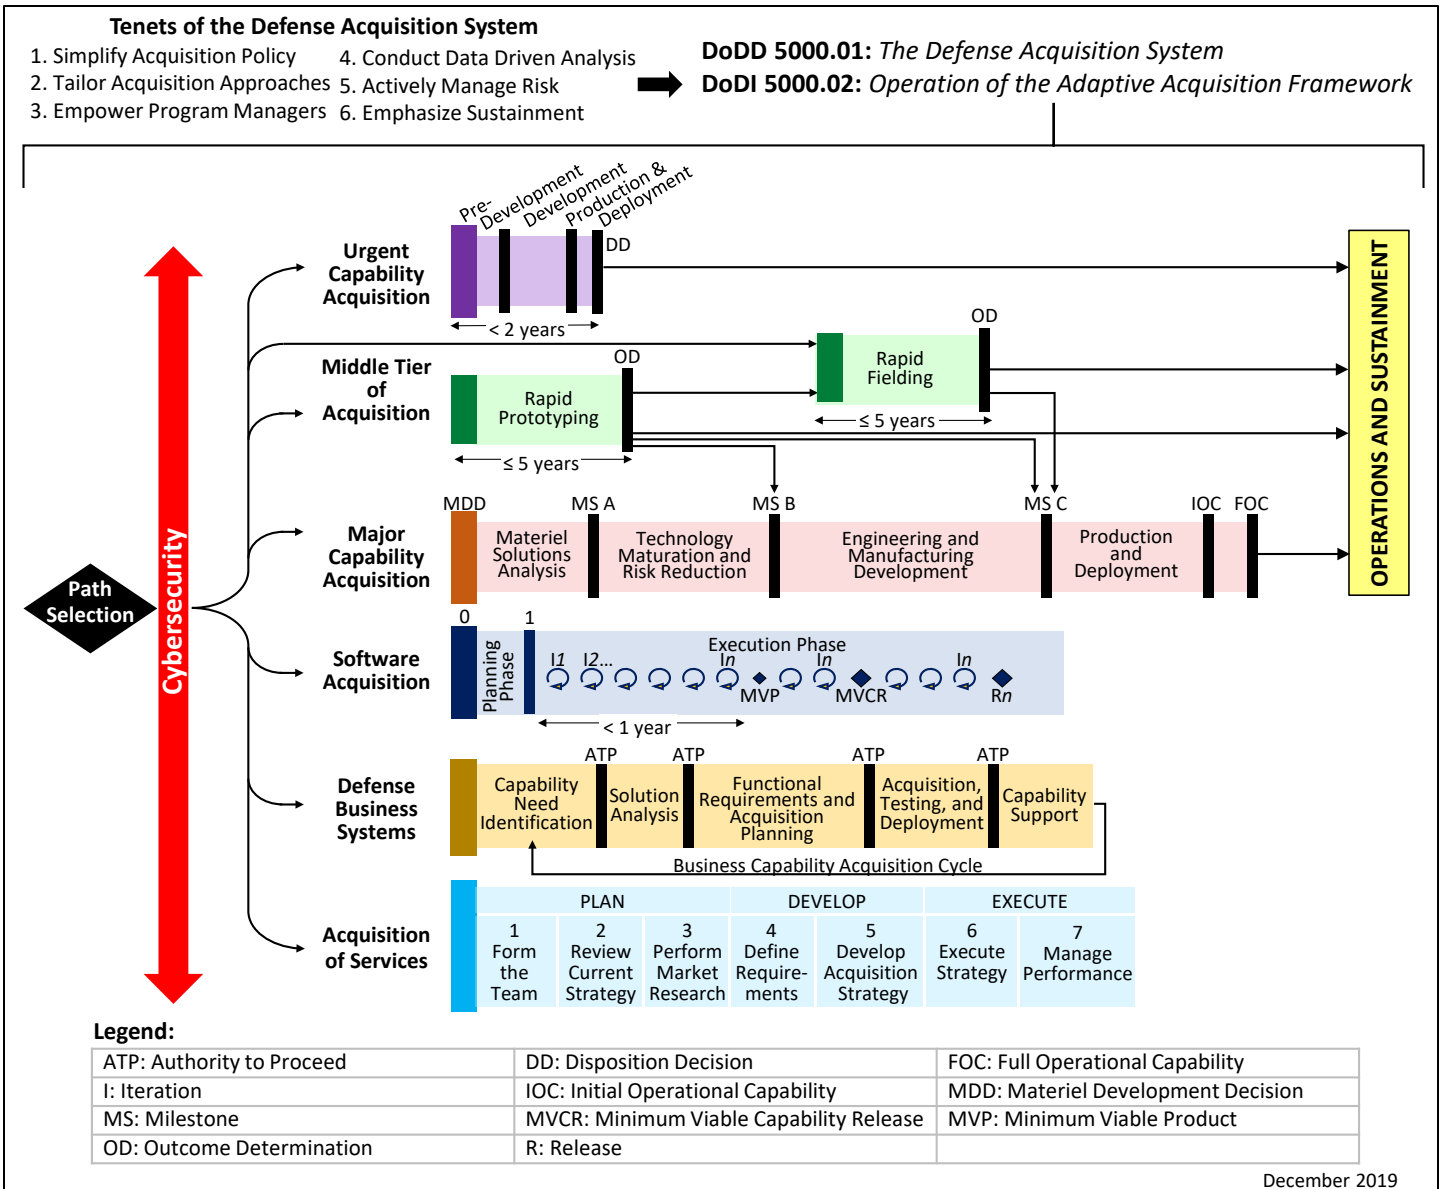 Tenets of the Defense Acquisition System
1. Simplify Acquisition Policy
2. Tailor Acquisition Approaches
3. Empower Program Managers
4. Conduct Data Driven Analysis
5. Actively Manage Risk
6. Emphasize Sustainment
DoDD 5000.01: The Defense Acquisition System
DoDI 5000.02: Operation of the Adaptive Acquisition Framework
Path
Selection
Cybersecurity
OPERATIONS AND SUSTAINMENT
Urgent
Capability
Acquisition
Pre-
Development
Development
Production &
Deployment
DD
< 2 years
Middle Tier
of
Acquisition
Rapid
Prototyping
OD
≤ 5 years
Rapid
Fielding
OD
≤ 5 years
Major
Capability
Acquisition
MDD
MS A
MS B
MS C
IOC
FOC
Materiel
Solutions
Analysis
Technology
Maturation and
Risk Reduction
Engineering and
Manufacturing
Development
Production
and
Deployment
Software
Acquisition
0
1
Planning
Phase
Execution Phase
I1
I2...
In
In
In
MVP
MVCR
Rn
< 1 year
Defense
Business
Systems
ATP
ATP
ATP
ATP
Capability
Need
Identification
Solution
Analysis
Functional
Requirements and
Acquisition
Planning
Acquisition,
Testing, and
Deployment
Capability
Support
Business Capability Acquisition Cycle
Acquisition
of Services
PLAN
DEVELOP
EXECUTE
1
Form
the
Team
2
Review
Current
Strategy
3
Perform
Market
Research
4
Define
Require-
ments
5
Develop
Acquisition
Strategy
6
Execute
Strategy
7
Manage
Performance
Legend:
ATP: Authority to Proceed
DD: Disposition Decision
FOC: Full Operational Capability
I: Iteration
IOC: Initial Operational Capability
MDD: Materiel Development Decision
MS: Milestone
MVCR: Minimum Viable Capability Release
MVP: Minimum Viable Product
OD: Outcome Determination
R: Release
December 2019